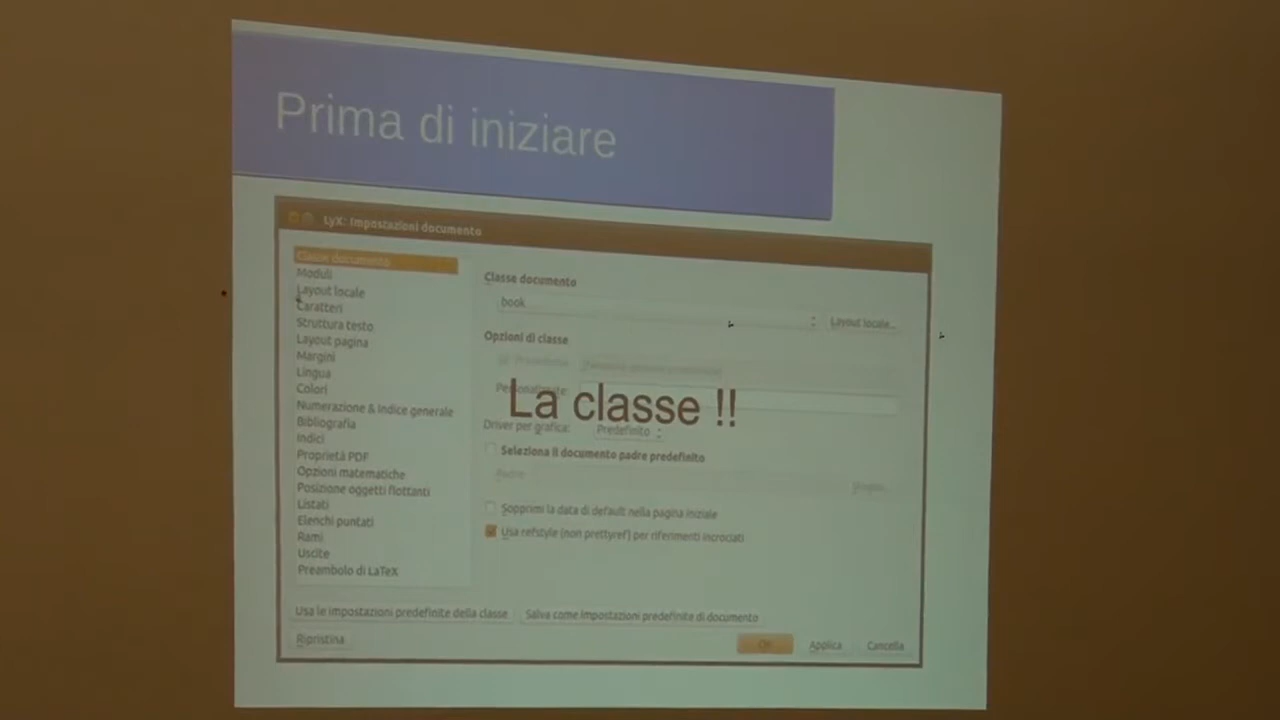 Prima di iniziare
LyX: Impostazioni documento
Classe documento
Moduli
Layout locale
Caratteri
Struttura testo
Layout pagina
Margini
Lingua
Colori
Numerazione & Indice generale
Bibliografia
Indici
Proprietà PDF
Opzioni matematiche
Posizione oggetti flottanti
Listati
Elenchi puntati
Rami
Uscite
Preambolo di LaTeX
Classe documento
book
Layout locale...
Opzioni di classe
La classe !!
Driver per grafica:
Predefinito
Seleziona il documento padre predefinito
Padre:
Sopprimi la data di default nella pagina iniziale
Usa refstyle (non prettyref) per riferimenti incrociati
Usa le impostazioni predefinite della classe
Salva come impostazioni predefinite di documento
Ripristina
OK
Applica
Cancella